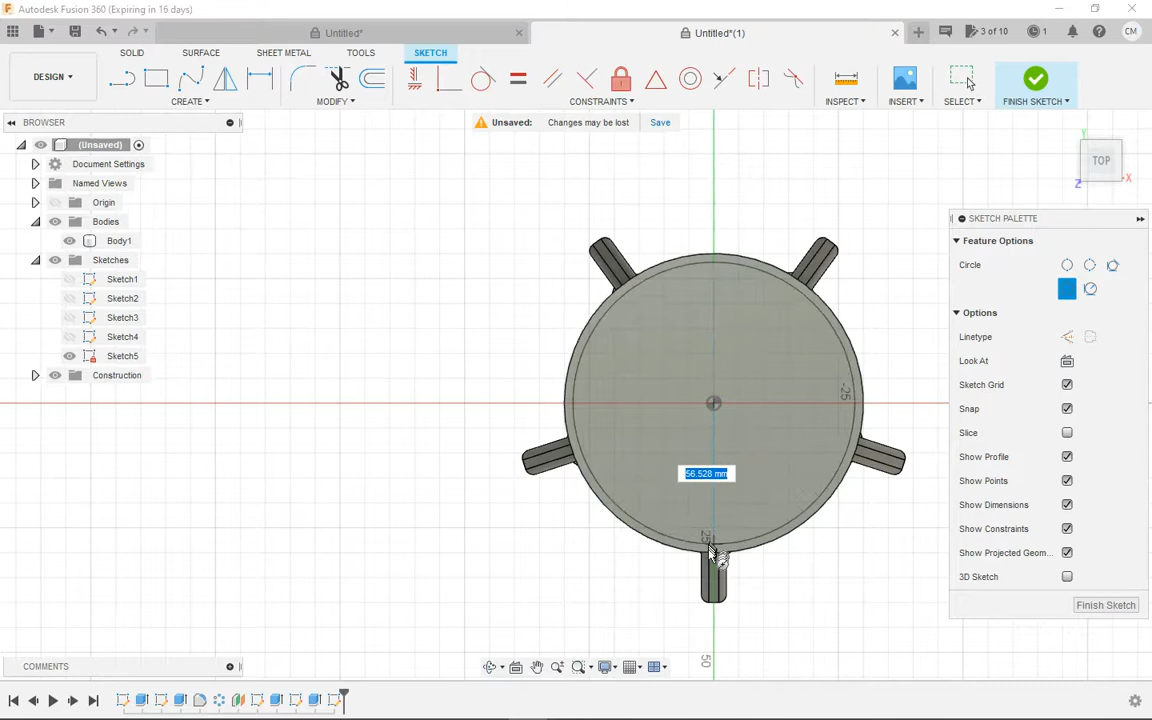 Autodesk Fusion 360 (Expiring in 16 days)
Untitled*
Untitled*(1)
3 of 10
1
CM
DESIGN
SOLID
SURFACE
SHEET METAL
TOOLS
SKETCH
CREATE
MODIFY
CONSTRAINTS
INSPECT
INSERT
SELECT
FINISH SKETCH
BROWSER
Unsaved:
Changes may be lost
Save
(Unsaved)
Document Settings
Named Views
Origin
Bodies
Body1
Sketches
Sketch1
Sketch2
Sketch3
Sketch4
Sketch5
Construction
Y
TOP
X
Z
-25
56.528 mm
25
50
SKETCH PALETTE
Feature Options
Circle
Options
Linetype
Look At
Sketch Grid
Snap
Slice
Show Profile
Show Points
Show Dimensions
Show Constraints
Show Projected Geom...
3D Sketch
Finish Sketch
COMMENTS